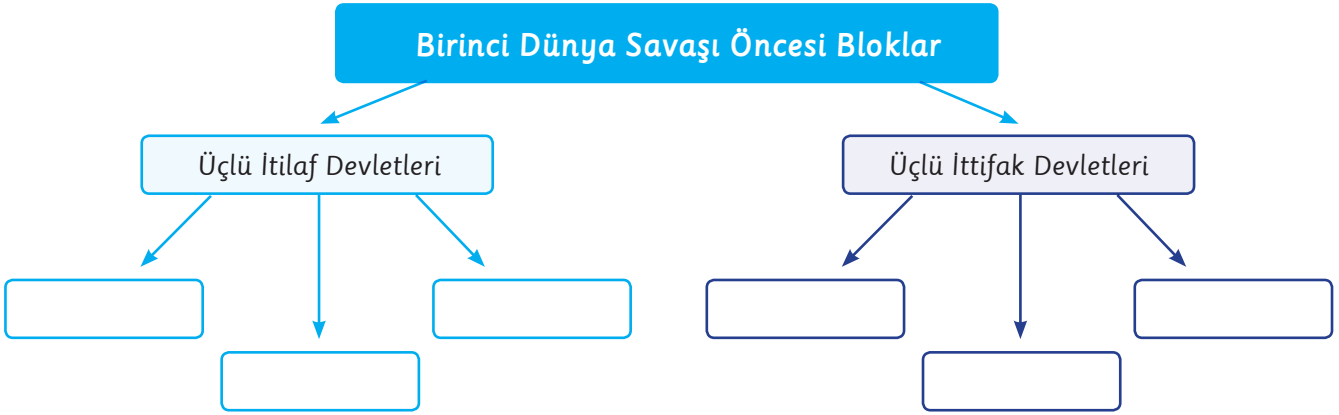 Birinci Dünya Savaşı Öncesi Bloklar
Üçlü İtilaf Devletleri
Üçlü İttifak Devletleri